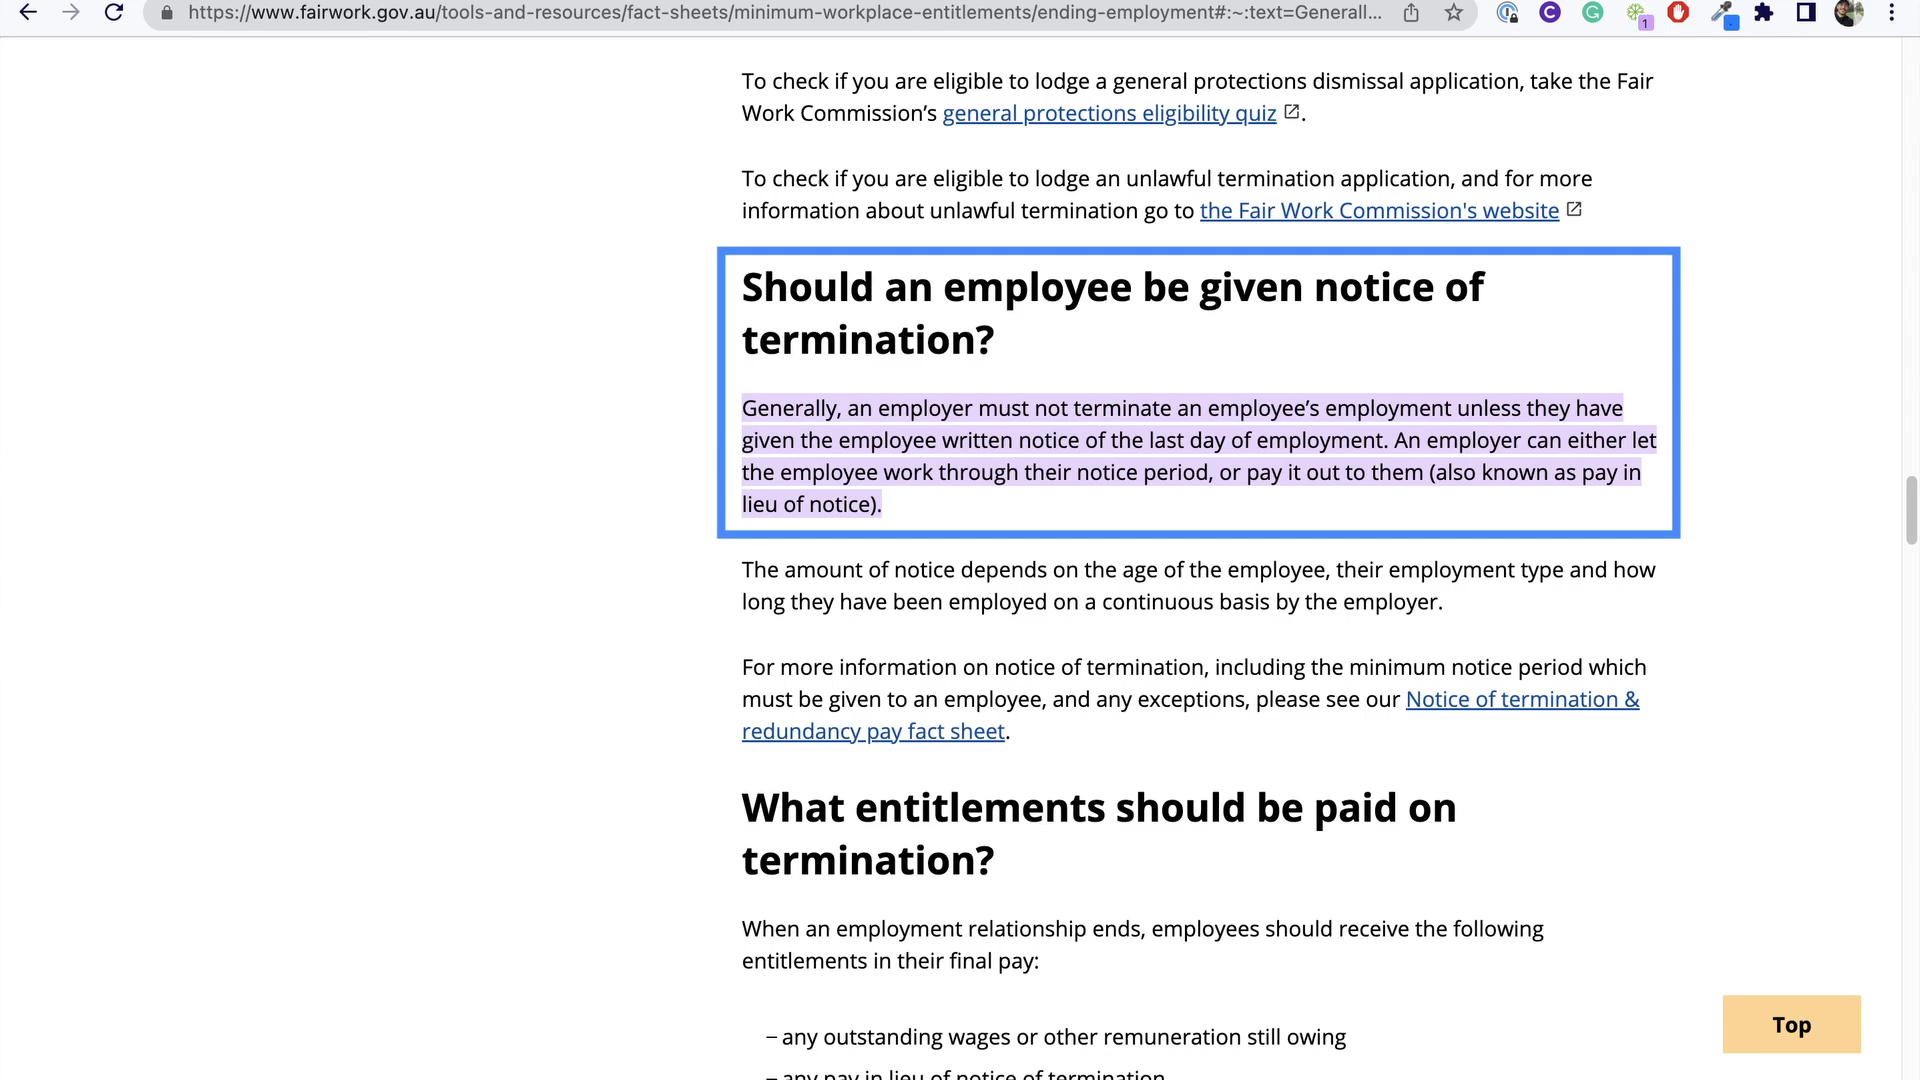 https://www.fairwork.gov.au/tools-and-resources/fact-sheets/minimum-workplace-entitlements/ending-employment#:~:text=Generall...
1
To check if you are eligible to lodge a general protections dismissal application, take the Fair
Work Commission’s general protections eligibility quiz.
To check if you are eligible to lodge an unlawful termination application, and for more
information about unlawful termination go to the Fair Work Commission's website
Should an employee be given notice of
termination?
Generally, an employer must not terminate an employee’s employment unless they have
given the employee written notice of the last day of employment. An employer can either let
the employee work through their notice period, or pay it out to them (also known as pay in
lieu of notice).
The amount of notice depends on the age of the employee, their employment type and how
long they have been employed on a continuous basis by the employer.
For more information on notice of termination, including the minimum notice period which
must be given to an employee, and any exceptions, please see our Notice of termination &
redundancy pay fact sheet.
What entitlements should be paid on
termination?
When an employment relationship ends, employees should receive the following
entitlements in their final pay:
– any outstanding wages or other remuneration still owing
– any pay in lieu of notice of termination
Top